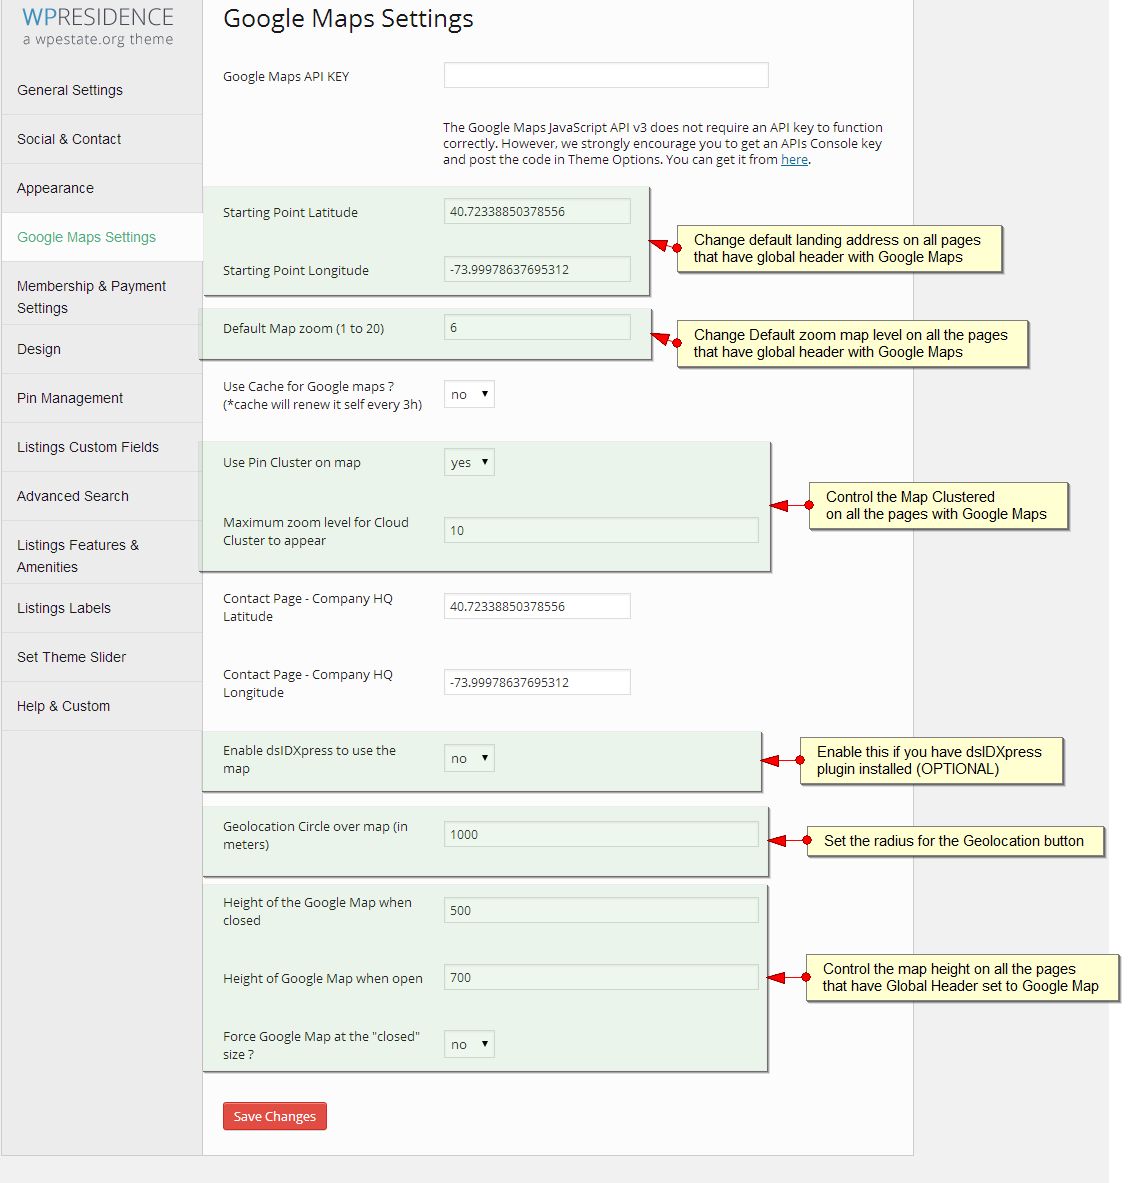 WPRESIDENCE
a wpestate.org theme
General Settings
Social & Contact
Appearance
Google Maps Settings
Membership & Payment
Settings
Design
Pin Management
Listings Custom Fields
Advanced Search
Listings Features &
Amenities
Listings Labels
Set Theme Slider
Help & Custom
Google Maps Settings
Google Maps API KEY
The Google Maps JavaScript API v3 does not require an API key to function
correctly. However, we strongly encourage you to get an APIs Console key
and post the code in Theme Options. You can get it from here.
Starting Point Latitude
40.72338850378556
Starting Point Longitude
-73.99978637695312
Change default landing address on all pages
that have global header with Google Maps
Default Map zoom (1 to 20)
6
Change Default zoom map level on all the pages
that have global header with Google Maps
Use Cache for Google maps ?
(*cache will renew it self every 3h)
no
Use Pin Cluster on map
yes
Maximum zoom level for Cloud
Cluster to appear
10
Control the Map Clustered
on all the pages with Google Maps
Contact Page - Company HQ
Latitude
40.72338850378556
Contact Page - Company HQ
Longitude
-73.99978637695312
Enable dsIDXpress to use the
map
no
Enable this if you have dsIDXpress
plugin installed (OPTIONAL)
Geolocation Circle over map (in
meters)
1000
Set the radius for the Geolocation button
Height of the Google Map when
closed
500
Height of Google Map when open
700
Control the map height on all the pages
that have Global Header set to Google Map
Force Google Map at the "closed"
size ?
no
Save Changes